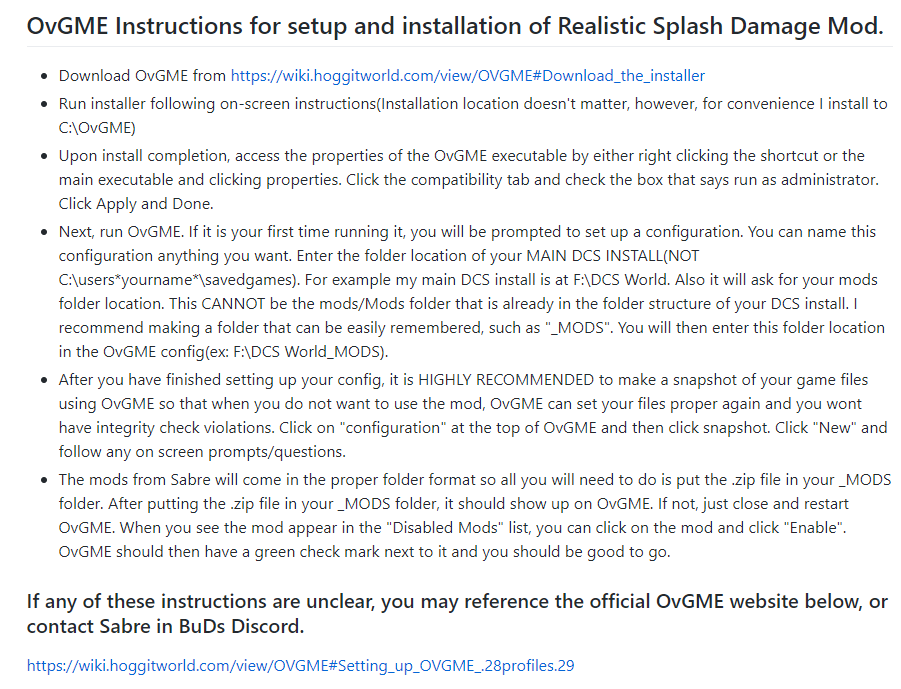 OvGME Instructions for setup and installation of Realistic Splash Damage Mod.
• Download OvGME from https://wiki.hoggitworld.com/view/OVGME#Download_the_installer
• Run installer following on-screen instructions(Installation location doesn't matter, however, for convenience I install to
C:\OvGME)
• Upon install completion, access the properties of the OvGME executable by either right clicking the shortcut or the
main executable and clicking properties. Click the compatibility tab and check the box that says run as administrator.
Click Apply and Done.
• Next, run OvGME. If it is your first time running it, you will be prompted to set up a configuration. You can name this
configuration anything you want. Enter the folder location of your MAIN DCS INSTALL(NOT
C:\users*yourname*\savedgames). For example my main DCS install is at F:\DCS World. Also it will ask for your mods
folder location. This CANNOT be the mods/Mods folder that is already in the folder structure of your DCS install. I
recommend making a folder that can be easily remembered, such as "_MODS". You will then enter this folder location
in the OvGME config(ex: F:\DCS World_MODS).
• After you have finished setting up your config, it is HIGHLY RECOMMENDED to make a snapshot of your game files
using OvGME so that when you do not want to use the mod, OvGME can set your files proper again and you wont
have integrity check violations. Click on "configuration" at the top of OvGME and then click snapshot. Click "New" and
follow any on screen prompts/questions.
• The mods from Sabre will come in the proper folder format so all you will need to do is put the .zip file in your _MODS
folder. After putting the .zip file in your _MODS folder, it should show up on OvGME. If not, just close and restart
OvGME. When you see the mod appear in the "Disabled Mods" list, you can click on the mod and click "Enable".
OvGME should then have a green check mark next to it and you should be good to go.
If any of these instructions are unclear, you may reference the official OvGME website below, or
contact Sabre in BuDs Discord.
https://wiki.hoggitworld.com/view/OVGME#Setting_up_OVGME_.28profiles.29